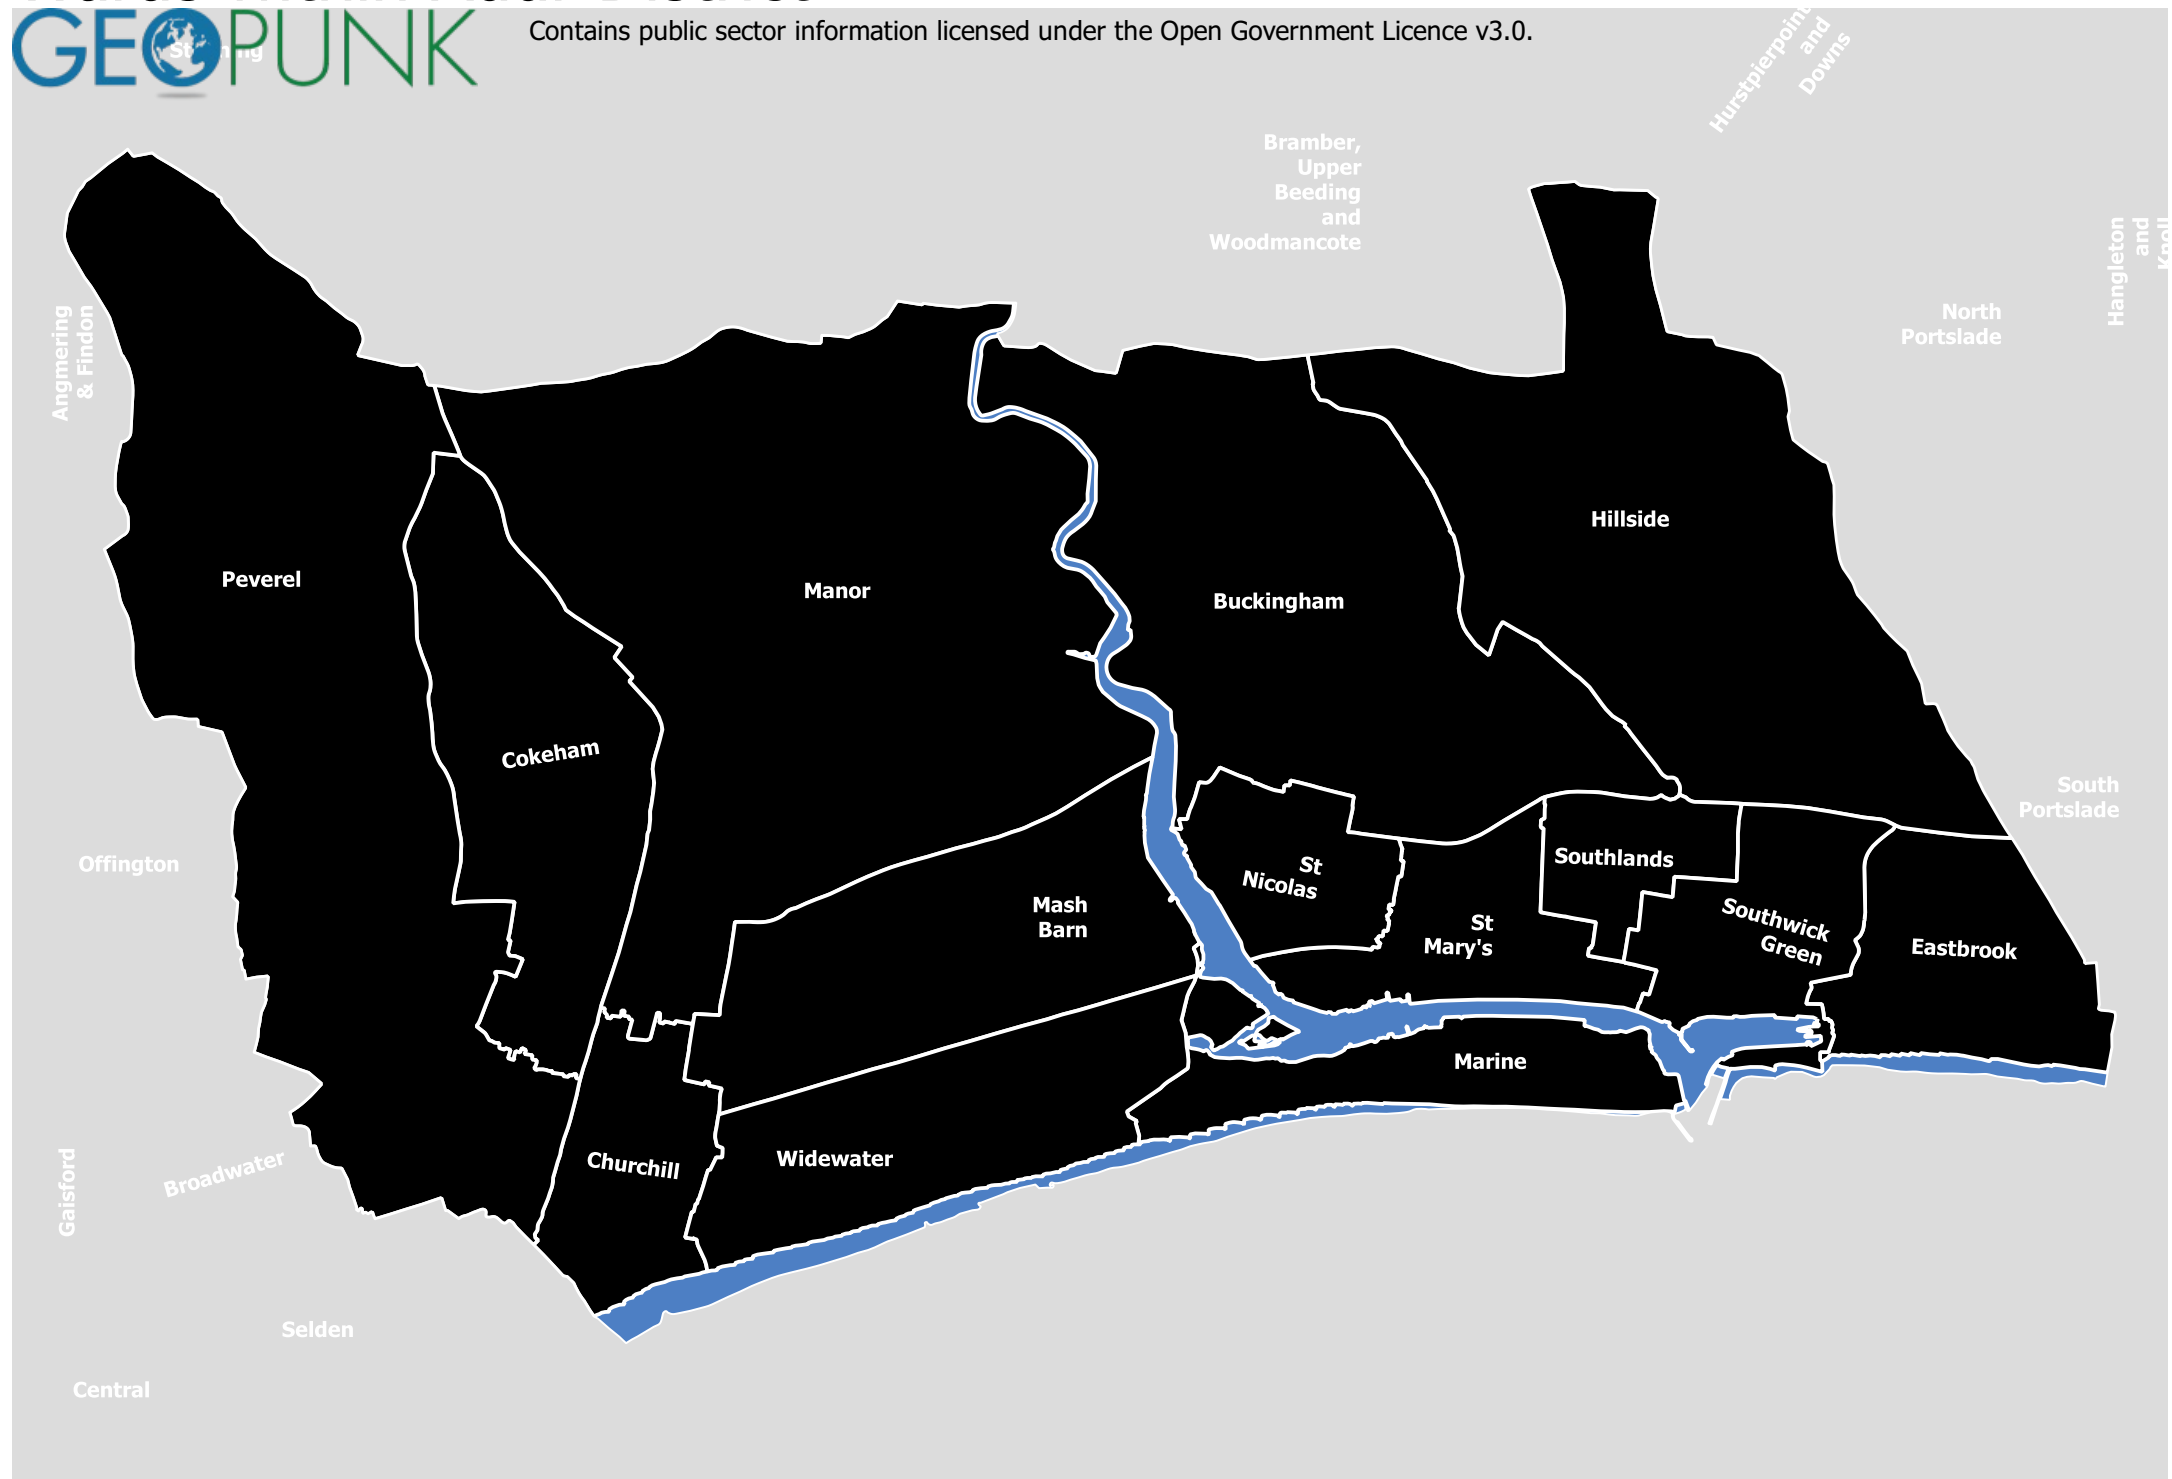 GEOPUNK
Contains public sector information licensed under the Open Government Licence v3.0.
Hurstpierpoint
and
Downs
Bramber,
Upper
Beeding
and
Woodmancote
Hangleton
and
Knoll
North
Portslade
Angmering
& Findon
Hillside
Peverel
Manor
Buckingham
Cokeham
South
Portslade
Offington
St
Nicolas
Southlands
Mash
Barn
St
Mary's
Southwick
Green
Eastbrook
Marine
Widewater
Churchill
Gaisford
Broadwater
Selden
Central